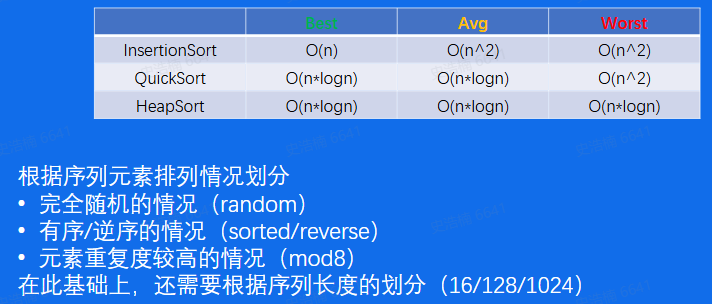 Best Avg Worst
InsertionSort O(n) O(n^2) O(n^2)
QuickSort O(n*logn) O(n*logn) O(n^2)
HeapSort O(n*logn) O(n*logn) O(n*logn)
根据序列元素排列情况划分
• 完全随机的情况（random）
• 有序/逆序的情况（sorted/reverse）
• 元素重复度较高的情况（mod8）
在此基础上，还需要根据序列长度的划分（16/128/1024）